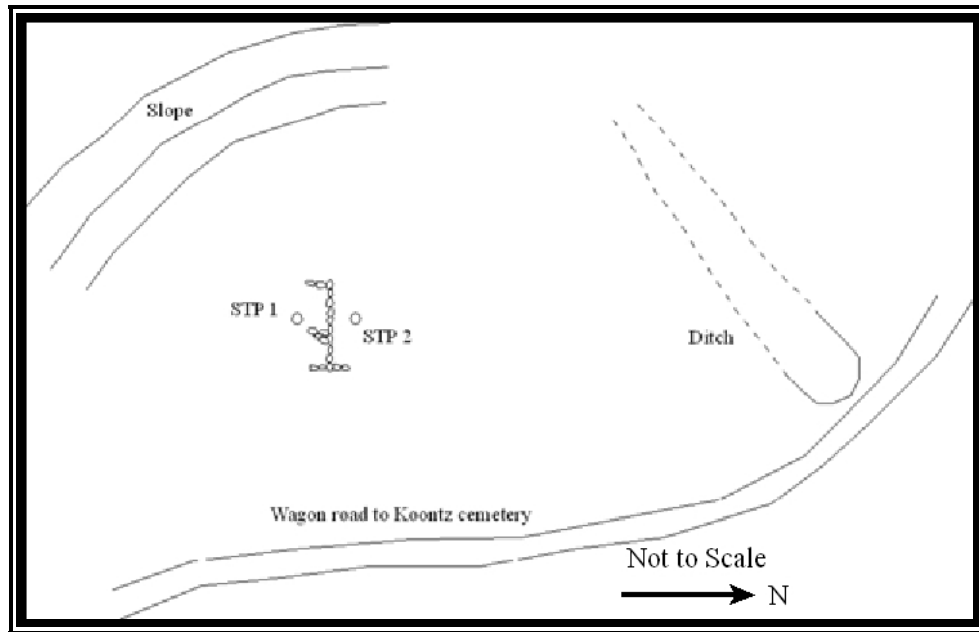 Slope
STP 1
STP 2
Ditch
Wagon road to Koontz cemetery
Not to Scale
N